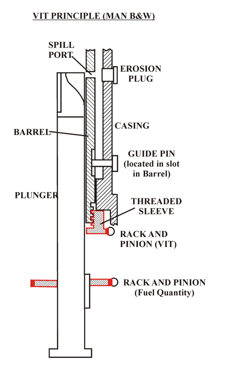 VIT PRINCIPLE (MAN B&W)
SPILL
PORT
EROSION
PLUG
BARREL
CASING
GUIDE PIN
(located in slot
in Barrel)
PLUNGER
THREADED
SLEEVE
RACK AND
PINION (VIT)
RACK AND PINION
(Fuel Quantity)